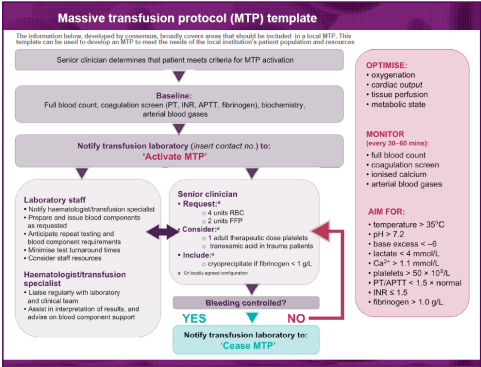 Massive transfusion protocol (MTP) template
The information below, developed by consensus, broadly covers areas that should be included in a local MTP. This
template can be used to develop an MTP to meet the needs of the local institution's patient population and resources
Senior clinician determines that patient meets criteria for MTP activation
Baseline:
Full blood count, coagulation screen (PT, INR, APTT, fibrinogen), biochemistry,
arterial blood gases
Notify transfusion laboratory (insert contact no.) to:
'Activate MTP'
Laboratory staff
• Notify haematologist/transfusion specialist
• Prepare and issue blood components
as requested
• Anticipate repeat testing and
blood component requirements
• Minimise test turnaround times
• Consider staff resources
Haematologist/transfusion
specialist
• Liaise regularly with laboratory
and clinical team
• Assist in interpretation of results, and
advise on blood component support
Senior clinician
• Request:a
o 4 units RBC
o 2 units FFP
• Consider:a
o 1 adult therapeutic dose platelets
o tranexamic acid in trauma patients
• Include:a
o cryoprecipitate if fibrinogen < 1 g/L
a Or locally agreed configuration
Bleeding controlled?
YES NO
Notify transfusion laboratory to:
'Cease MTP'
OPTIMISE:
• oxygenation
• cardiac output
• tissue perfusion
• metabolic state
MONITOR
(every 30–60 mins):
• full blood count
• coagulation screen
• ionised calcium
• arterial blood gases
AIM FOR:
• temperature > 35⁰C
• pH > 7.2
• base excess < –6
• lactate < 4 mmol/L
• Ca²⁺ > 1.1 mmol/L
• platelets > 50 × 10⁹/L
• PT/APTT < 1.5 × normal
• INR ≤ 1.5
• fibrinogen > 1.0 g/L